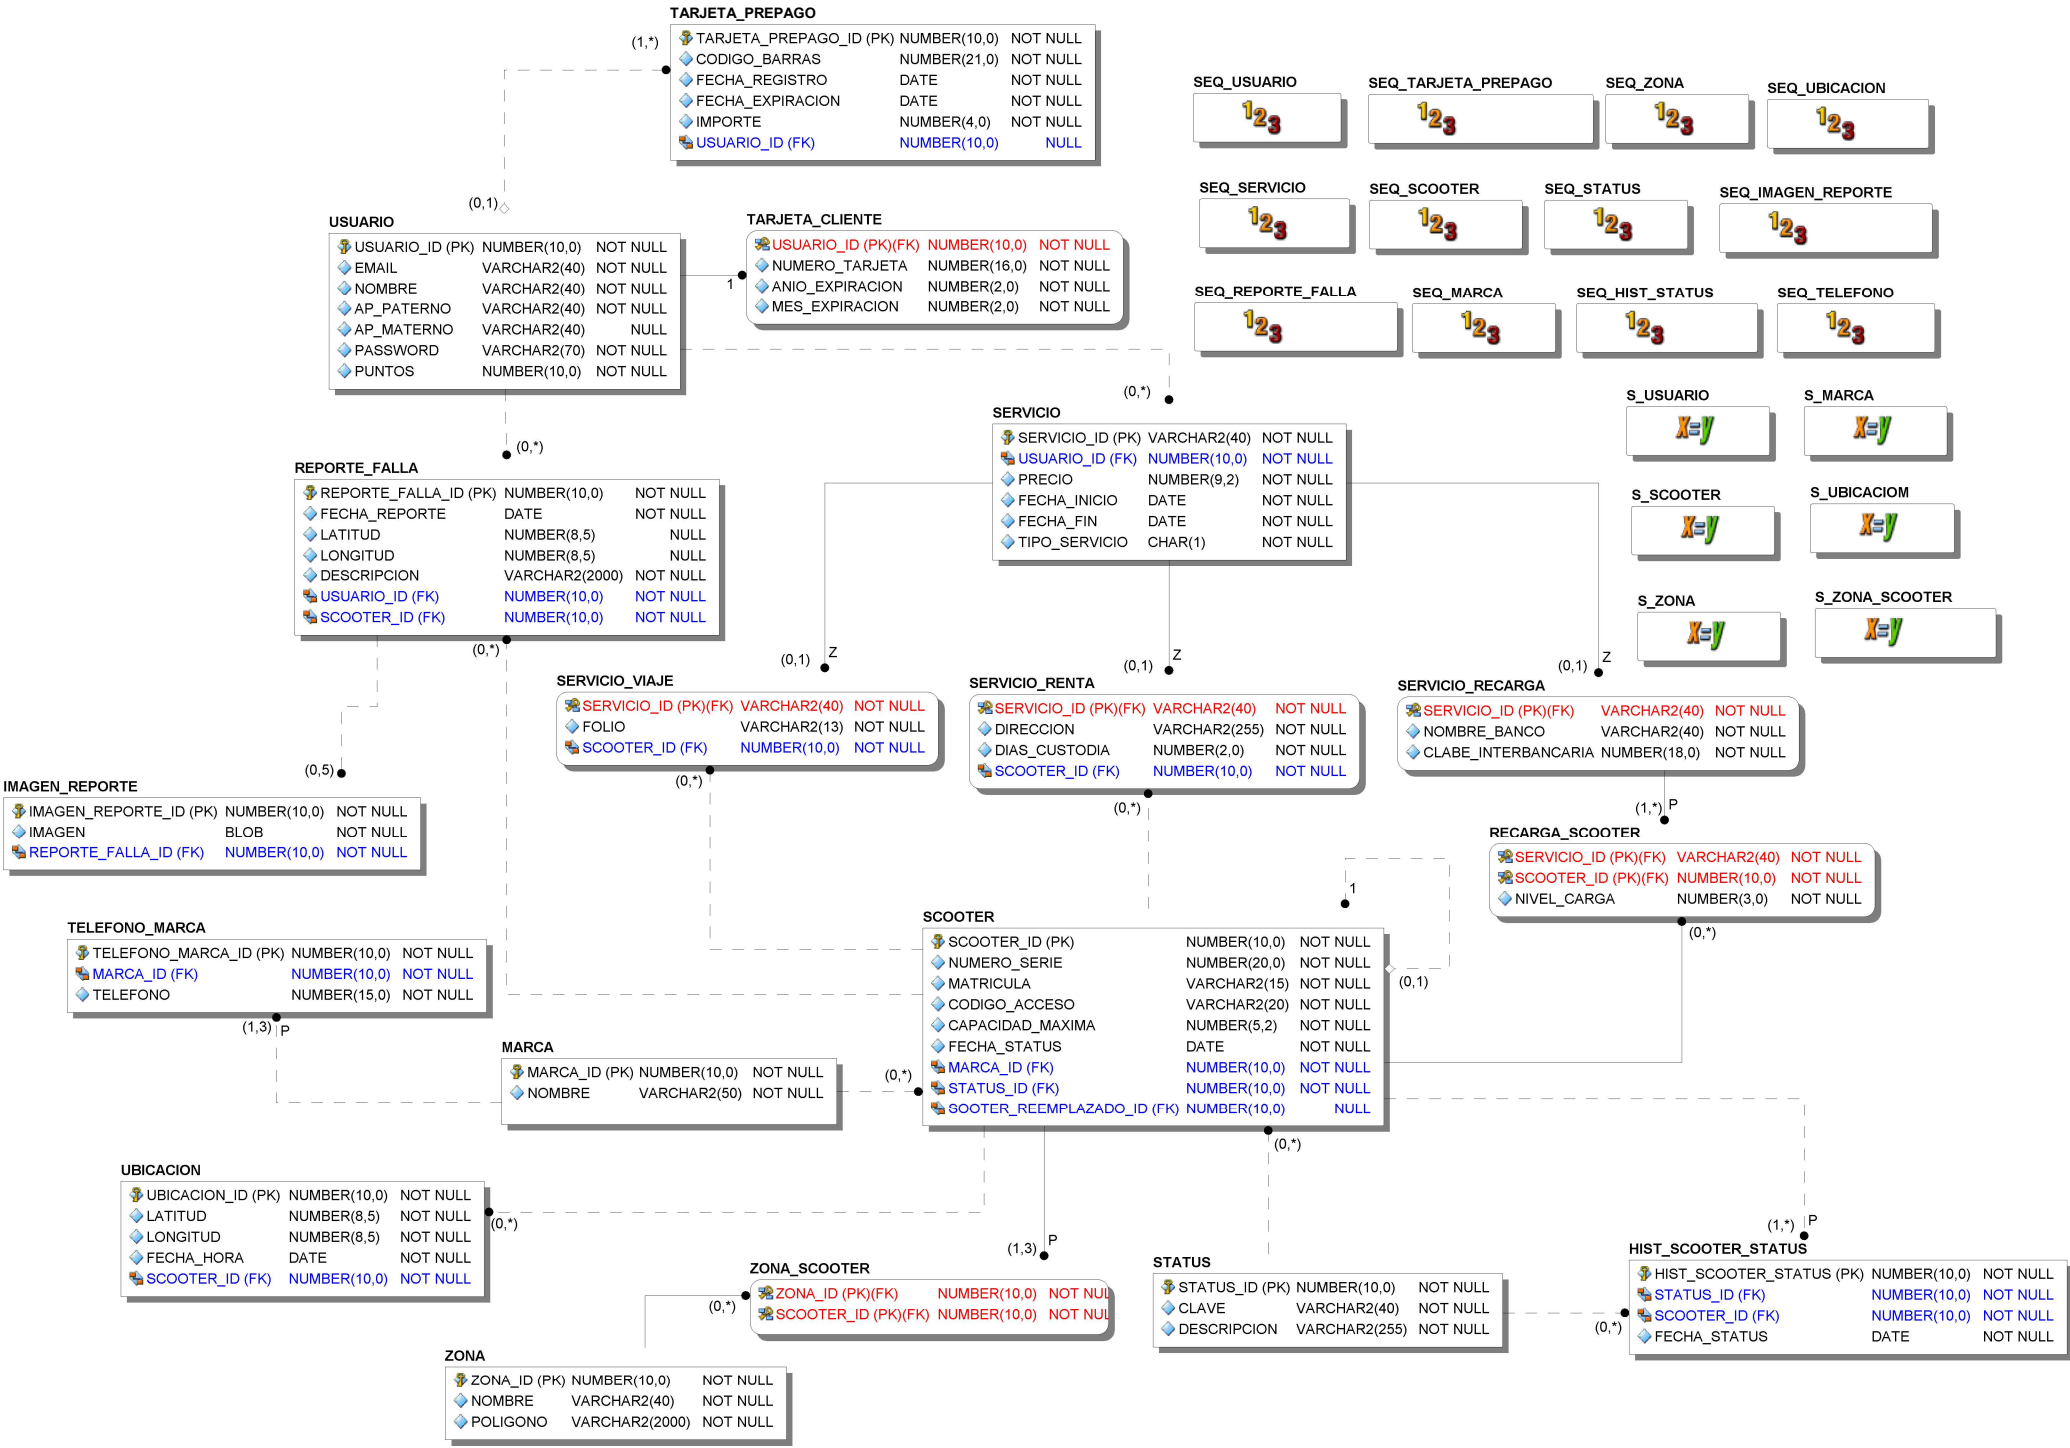 TARJETA_PREPAGO
(1,*)
TARJETA_PREPAGO_ID (PK) NUMBER(10,0) NOT NULL
CODIGO_BARRAS NUMBER(21,0) NOT NULL
FECHA_REGISTRO DATE NOT NULL
FECHA_EXPIRACION DATE NOT NULL
IMPORTE NUMBER(4,0) NOT NULL
USUARIO_ID (FK) NUMBER(10,0) NULL
(0,1)
SEQ_USUARIO
123
SEQ_TARJETA_PREPAGO
123
SEQ_ZONA
123
SEQ_UBICACION
123
SEQ_SERVICIO
123
SEQ_SCOOTER
123
SEQ_STATUS
123
SEQ_IMAGEN_REPORTE
123
SEQ_REPORTE_FALLA
123
SEQ_MARCA
123
SEQ_HIST_STATUS
123
SEQ_TELEFONO
123
USUARIO
USUARIO_ID (PK) NUMBER(10,0) NOT NULL
EMAIL VARCHAR2(40) NOT NULL
NOMBRE VARCHAR2(40) NOT NULL
AP_PATERNO VARCHAR2(40) NOT NULL
AP_MATERNO VARCHAR2(40) NULL
PASSWORD VARCHAR2(70) NOT NULL
PUNTOS NUMBER(10,0) NOT NULL
TARJETA_CLIENTE
USUARIO_ID (PK)(FK) NUMBER(10,0) NOT NULL
NUMERO_TARJETA NUMBER(16,0) NOT NULL
ANIO_EXPIRACION NUMBER(2,0) NOT NULL
MES_EXPIRACION NUMBER(2,0) NOT NULL
1
(0,*)
(0,*)
S_USUARIO
X=y
S_MARCA
X=y
S_SCOOTER
X=y
S_UBICACIOM
X=y
S_ZONA
X=y
S_ZONA_SCOOTER
X=y
SERVICIO
SERVICIO_ID (PK) VARCHAR2(40) NOT NULL
USUARIO_ID (FK) NUMBER(10,0) NOT NULL
PRECIO NUMBER(9,2) NOT NULL
FECHA_INICIO DATE NOT NULL
FECHA_FIN DATE NOT NULL
TIPO_SERVICIO CHAR(1) NOT NULL
REPORTE_FALLA
REPORTE_FALLA_ID (PK) NUMBER(10,0) NOT NULL
FECHA_REPORTE DATE NOT NULL
LATITUD NUMBER(8,5) NULL
LONGITUD NUMBER(8,5) NULL
DESCRIPCION VARCHAR2(2000) NOT NULL
USUARIO_ID (FK) NUMBER(10,0) NOT NULL
SCOOTER_ID (FK) NUMBER(10,0) NOT NULL
(0,*)
(0,1) Z
(0,1) Z
(0,1) Z
SERVICIO_VIAJE
SERVICIO_ID (PK)(FK) VARCHAR2(40) NOT NULL
FOLIO VARCHAR2(13) NOT NULL
SCOOTER_ID (FK) NUMBER(10,0) NOT NULL
(0,*)
SERVICIO_RENTA
SERVICIO_ID (PK)(FK) VARCHAR2(40) NOT NULL
DIRECCION VARCHAR2(255) NOT NULL
DIAS_CUSTODIA NUMBER(2,0) NOT NULL
SCOOTER_ID (FK) NUMBER(10,0) NOT NULL
(0,*)
SERVICIO_RECARGA
SERVICIO_ID (PK)(FK) VARCHAR2(40) NOT NULL
NOMBRE_BANCO VARCHAR2(40) NOT NULL
CLABE_INTERBANCARIA NUMBER(18,0) NOT NULL
(1,*) P
(0,5)
IMAGEN_REPORTE
IMAGEN_REPORTE_ID (PK) NUMBER(10,0) NOT NULL
IMAGEN BLOB NOT NULL
REPORTE_FALLA_ID (FK) NUMBER(10,0) NOT NULL
RECARGA_SCOOTER
SERVICIO_ID (PK)(FK) VARCHAR2(40) NOT NULL
SCOOTER_ID (PK)(FK) NUMBER(10,0) NOT NULL
NIVEL_CARGA NUMBER(3,0) NOT NULL
(0,*)
1
(0,1)
TELEFONO_MARCA
TELEFONO_MARCA_ID (PK) NUMBER(10,0) NOT NULL
MARCA_ID (FK) NUMBER(10,0) NOT NULL
TELEFONO NUMBER(15,0) NOT NULL
(1,3) P
SCOOTER
SCOOTER_ID (PK) NUMBER(10,0) NOT NULL
NUMERO_SERIE NUMBER(20,0) NOT NULL
MATRICULA VARCHAR2(15) NOT NULL
CODIGO_ACCESO VARCHAR2(20) NOT NULL
CAPACIDAD_MAXIMA NUMBER(5,2) NOT NULL
FECHA_STATUS DATE NOT NULL
MARCA_ID (FK) NUMBER(10,0) NOT NULL
STATUS_ID (FK) NUMBER(10,0) NOT NULL
SOOTER_REEMPLAZADO_ID (FK) NUMBER(10,0) NULL
MARCA
MARCA_ID (PK) NUMBER(10,0) NOT NULL
NOMBRE VARCHAR2(50) NOT NULL
(0,*)
(0,*)
UBICACION
UBICACION_ID (PK) NUMBER(10,0) NOT NULL
LATITUD NUMBER(8,5) NOT NULL
LONGITUD NUMBER(8,5) NOT NULL
FECHA_HORA DATE NOT NULL
SCOOTER_ID (FK) NUMBER(10,0) NOT NULL
(0,*)
(1,3) P
(1,*) P
ZONA_SCOOTER
ZONA_ID (PK)(FK) NUMBER(10,0) NOT NUL
SCOOTER_ID (PK)(FK) NUMBER(10,0) NOT NUL
(0,*)
STATUS
STATUS_ID (PK) NUMBER(10,0) NOT NULL
CLAVE VARCHAR2(40) NOT NULL
DESCRIPCION VARCHAR2(255) NOT NULL
(0,*)
HIST_SCOOTER_STATUS
HIST_SCOOTER_STATUS (PK) NUMBER(10,0) NOT NULL
STATUS_ID (FK) NUMBER(10,0) NOT NULL
SCOOTER_ID (FK) NUMBER(10,0) NOT NULL
FECHA_STATUS DATE NOT NULL
ZONA
ZONA_ID (PK) NUMBER(10,0) NOT NULL
NOMBRE VARCHAR2(40) NOT NULL
POLIGONO VARCHAR2(2000) NOT NULL